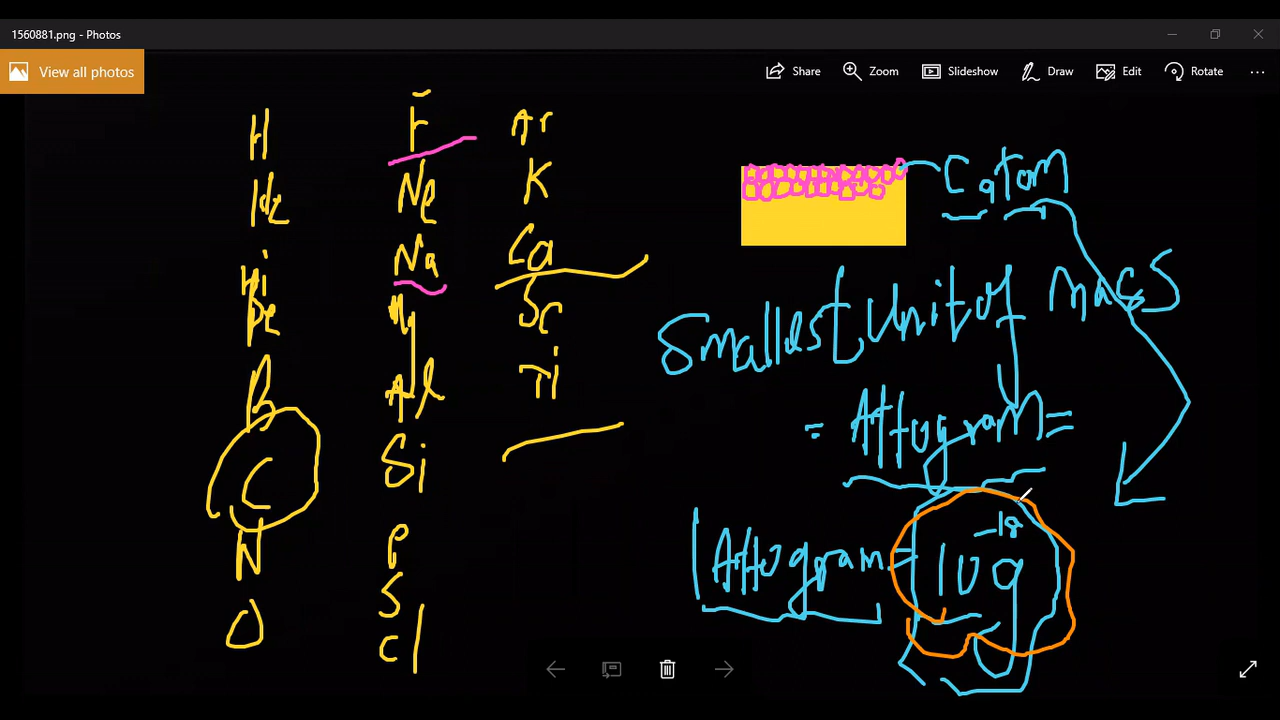 1560881.png - Photos
View all photos
Share
Zoom
Slideshow
Draw
Edit
Rotate
H
He
Li
Be
B
C
N
O
F
Ne
Na
Mg
Al
Si
P
S
Cl
Ar
K
Ca
Sc
Ti
C atom
Smallest Unit of Mass
= Attogram =
1 Attogram = 10⁻¹⁸ g